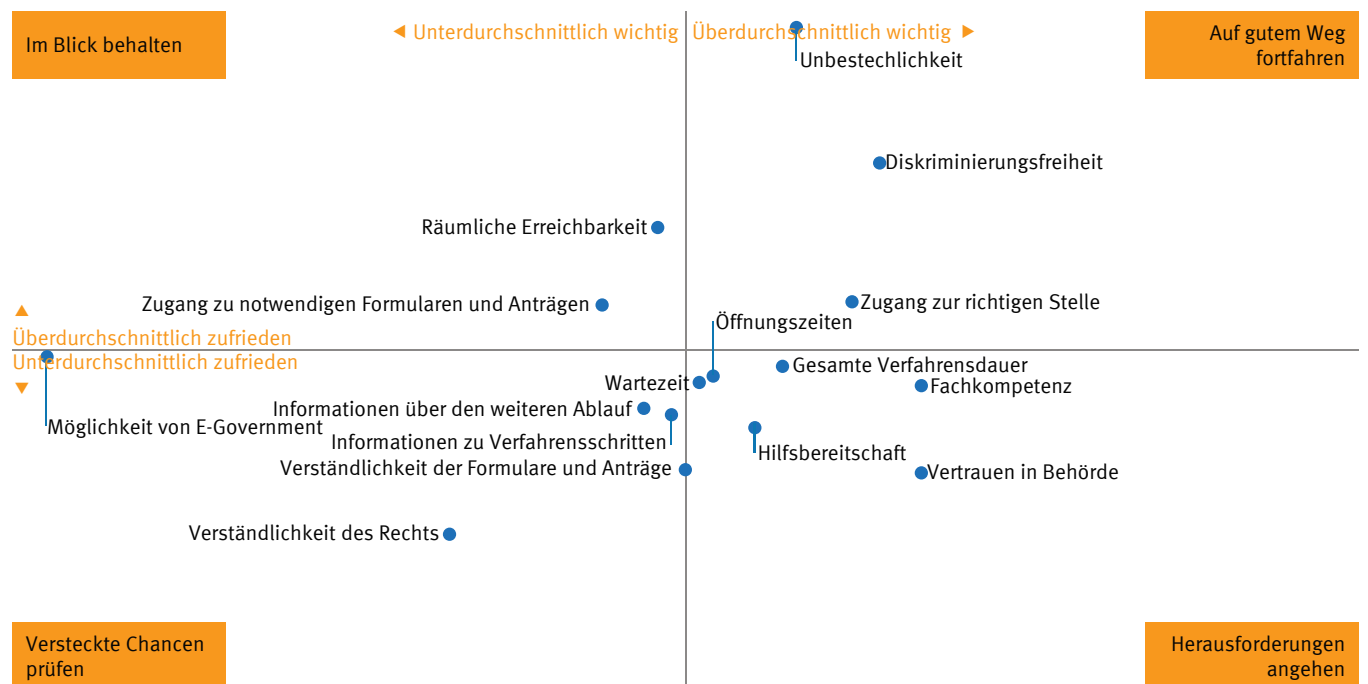 Im Blick behalten
◄ Unterdurchschnittlich wichtig
Überdurchschnittlich wichtig ►
Auf gutem Weg
fortfahren
Unbestechlichkeit
Diskriminierungsfreiheit
Räumliche Erreichbarkeit
Zugang zu notwendigen Formularen und Anträgen
Zugang zur richtigen Stelle
Öffnungszeiten
▲
Überdurchschnittlich zufrieden
Unterdurchschnittlich zufrieden
▼
Gesamte Verfahrensdauer
Wartezeit
Fachkompetenz
Informationen über den weiteren Ablauf
Möglichkeit von E-Government
Informationen zu Verfahrensschritten
Hilfsbereitschaft
Verständlichkeit der Formulare und Anträge
Vertrauen in Behörde
Verständlichkeit des Rechts
Versteckte Chancen
prüfen
Herausforderungen
angehen